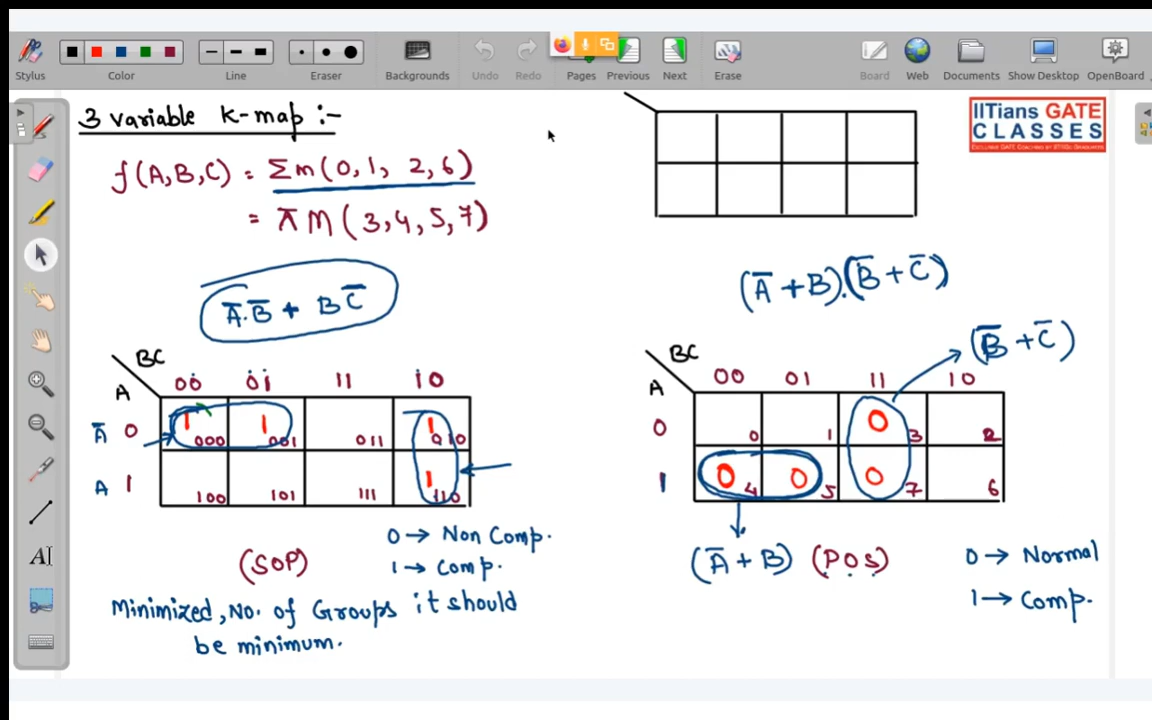 Stylus
Color
Line
Eraser
Backgrounds
Undo
Redo
Pages
Previous
Next
Erase
Board
Web
Documents
Show Desktop
OpenBoard
3 variable K-map :-
IITians GATE
CLASSES
f(A,B,C) = Σm(0,1, 2,6)
= πM(3,4,5,7)
A̅.B̅ + BC̅
(A̅+B).(B̅+C̅)
(B̅+C̅)
BC
00 01 11 10
A
A̅ 0 1 000 1 001 011 1 010
A 1 100 101 111 1 110
BC
00 01 11 10
A
0 0 1 0 3 2
1 0 4 0 5 0 7 6
(SOP)
0→ Non Comp.
1→ Comp.
Minimized, No. of Groups it should
be minimum.
(A̅+B) (POS)
0→ Normal
1→ Comp.